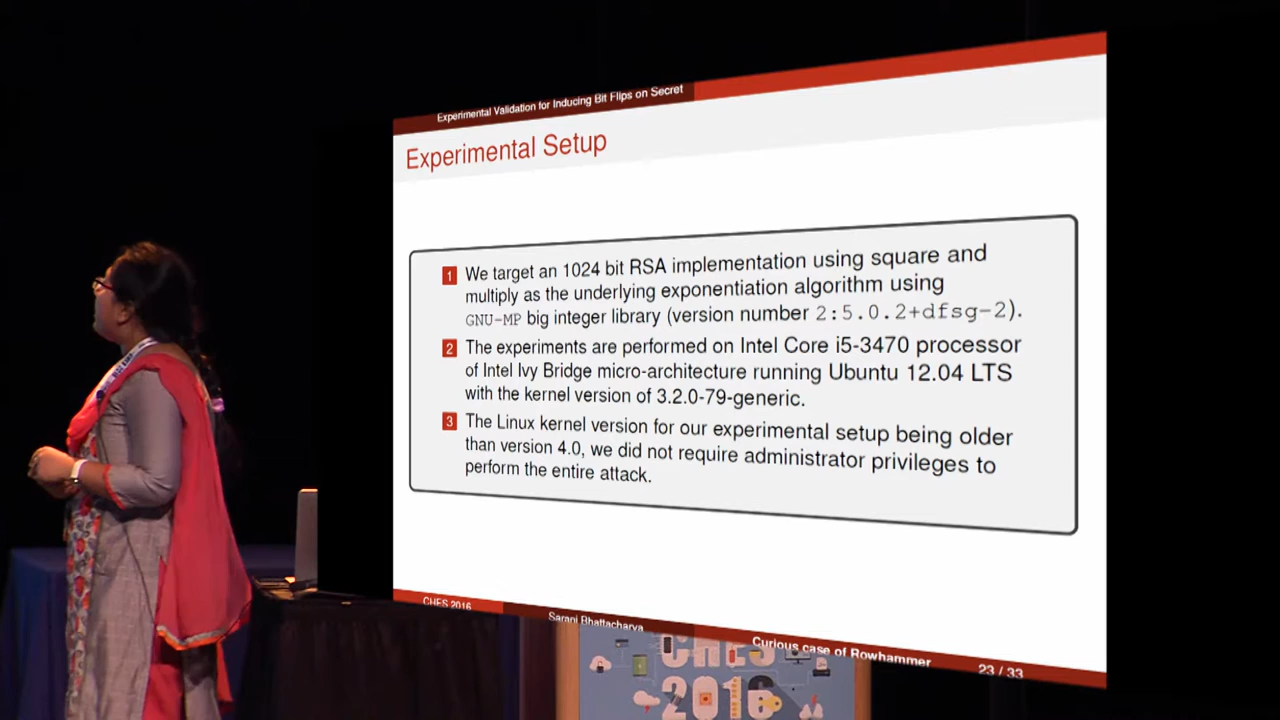 Experimental Validation for Inducing Bit Flips on Secret
Experimental Setup
1 We target an 1024 bit RSA implementation using square and
multiply as the underlying exponentiation algorithm using
GNU-MP big integer library (version number 2:5.0.2+dfsg-2).
2 The experiments are performed on Intel Core i5-3470 processor
of Intel Ivy Bridge micro-architecture running Ubuntu 12.04 LTS
with the kernel version of 3.2.0-79-generic.
3 The Linux kernel version for our experimental setup being older
than version 4.0, we did not require administrator privileges to
perform the entire attack.
CHES 2016
Sarani Bhattacharya
Curious case of Rowhammer
23 / 33
CHES
2016